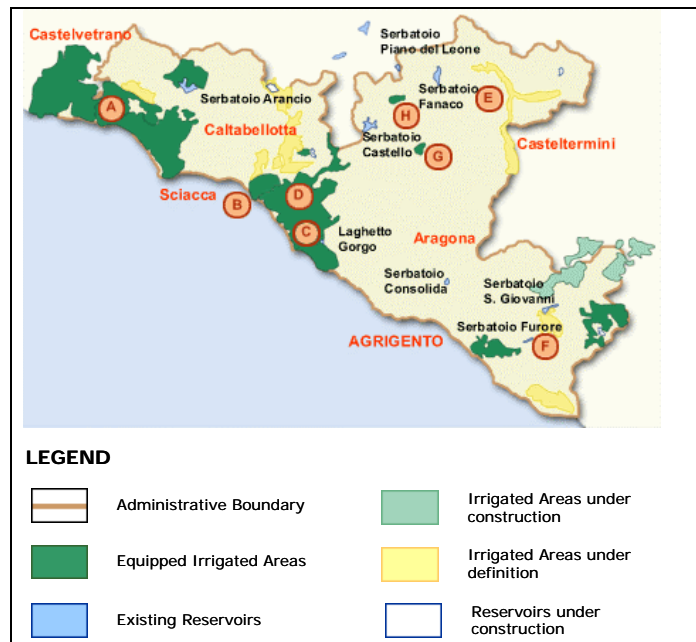 Castelvetrano
Serbatoio
Piano del Leone
Serbatoio Arancio
Serbatoio
Fanaco
E
A
H
Caltabellotta
Serbatoio
Castello
Casteltermini
G
Sciacca
B
D
C
Laghetto
Gorgo
Aragona
Serbatoio
Consolida
Serbatoio
S. Giovanni
Serbatoio Furore
AGRIGENTO
F
LEGEND
Administrative Boundary
Irrigated Areas under
construction
Equipped Irrigated Areas
Irrigated Areas under
definition
Existing Reservoirs
Reservoirs under
construction